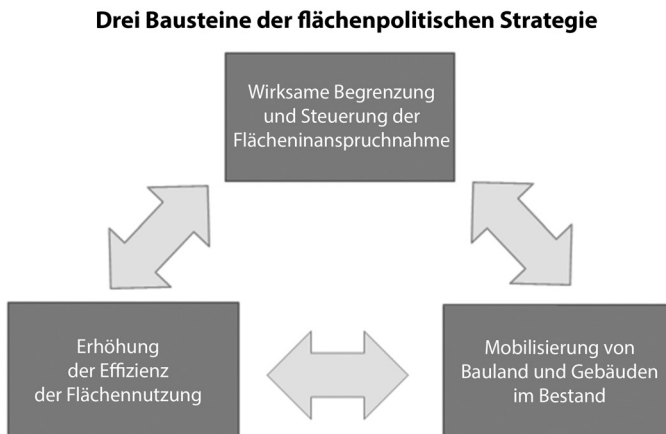 Drei Bausteine der flächenpolitischen Strategie
Wirksame Begrenzung
und Steuerung der
Flächeninanspruchnahme
Erhöhung
der Effizienz
der Flächennutzung
Mobilisierung von
Bauland und Gebäuden
im Bestand